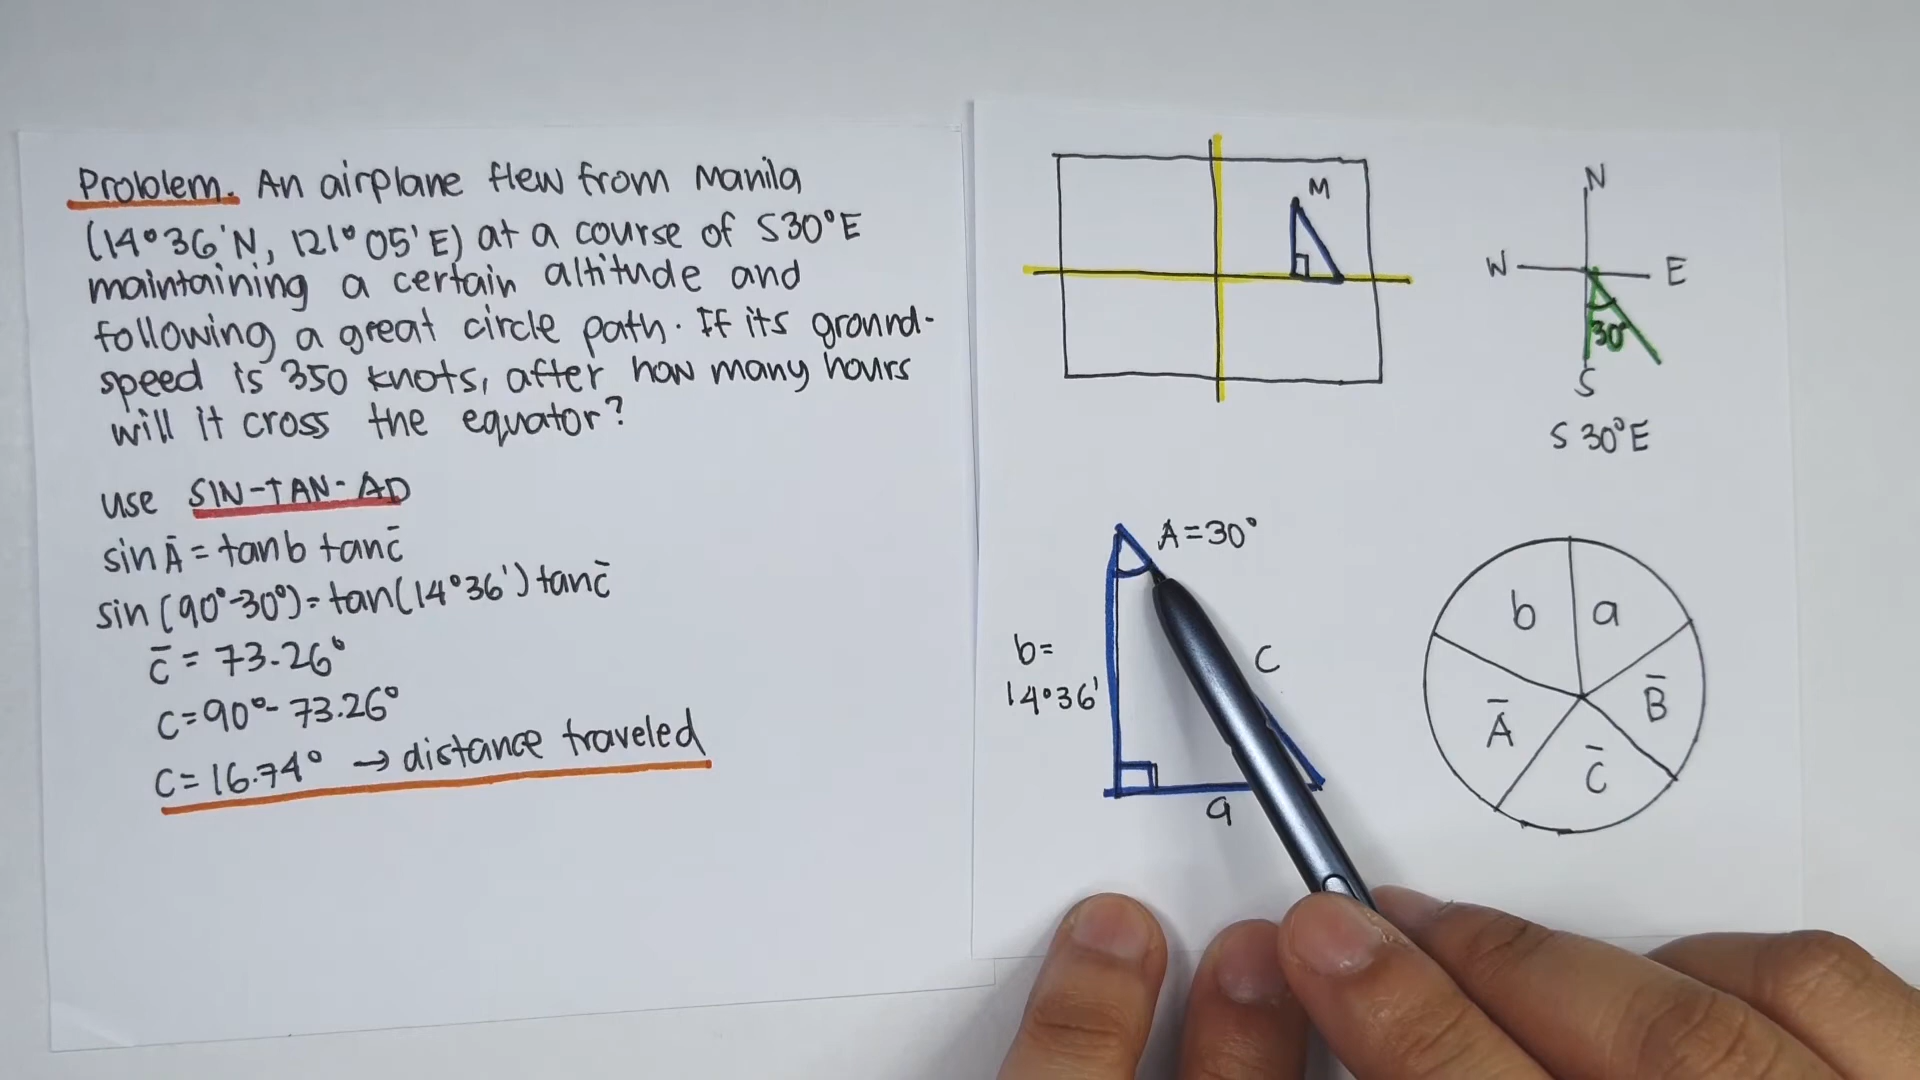 Problem. An airplane flew from Manila
(14°36'N, 121°05'E) at a course of S30°E
maintaining a certain altitude and
following a great circle path. If its ground-
speed is 350 knots, after how many hours
will it cross the equator?
use SIN-TAN-AD
sin A̅ = tan b tan c̅
sin (90°-30°) = tan(14°36') tan c̅
c̅ = 73.26°
c = 90° - 73.26°
c = 16.74° → distance traveled
M
N
W
E
30°
S
S 30°E
A=30°
b=
14°36'
c
a
b
a
A̅
B̅
c̅